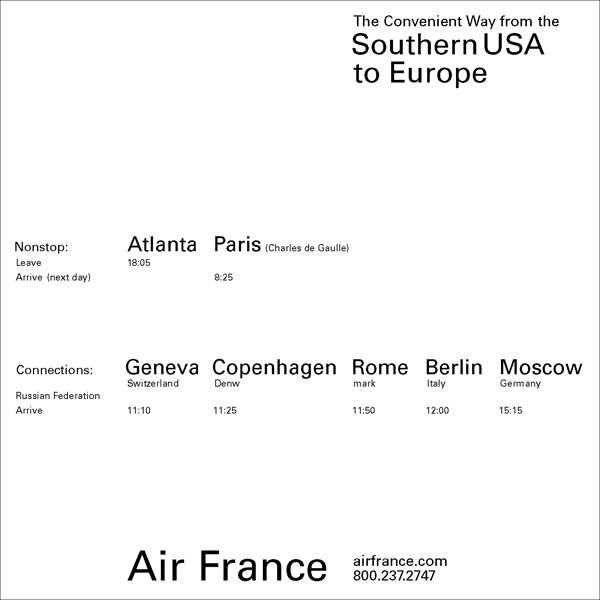 The Convenient Way from the
Southern USA
to Europe
Nonstop: Atlanta Paris (Charles de Gaulle)
Leave 18:05
Arrive (next day) 8:25
Connections: Geneva Copenhagen Rome Berlin Moscow
Switzerland Denw mark Italy Germany
Russian Federation
Arrive 11:10 11:25 11:50 12:00 15:15
Air France
airfrance.com
800.237.2747